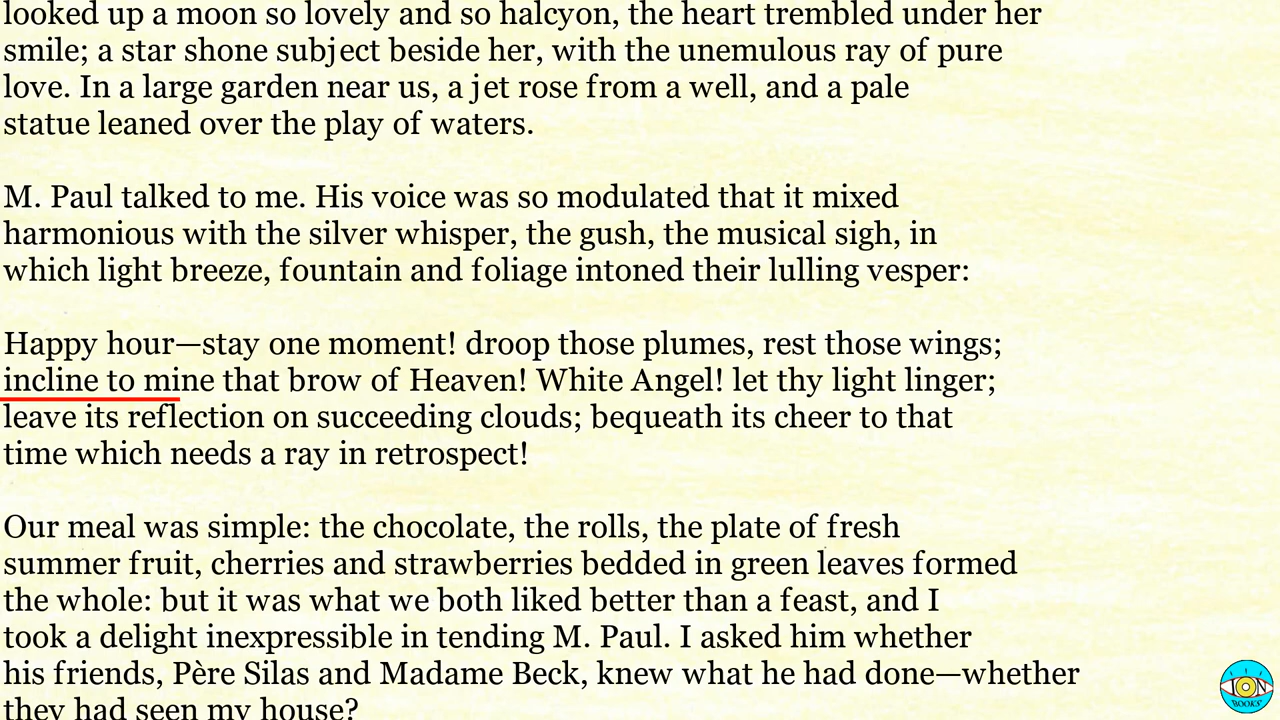 looked up a moon so lovely and so halcyon, the heart trembled under her
smile; a star shone subject beside her, with the unemulous ray of pure
love. In a large garden near us, a jet rose from a well, and a pale
statue leaned over the play of waters.
M. Paul talked to me. His voice was so modulated that it mixed
harmonious with the silver whisper, the gush, the musical sigh, in
which light breeze, fountain and foliage intoned their lulling vesper:
Happy hour—stay one moment! droop those plumes, rest those wings;
incline to mine that brow of Heaven! White Angel! let thy light linger;
leave its reflection on succeeding clouds; bequeath its cheer to that
time which needs a ray in retrospect!
Our meal was simple: the chocolate, the rolls, the plate of fresh
summer fruit, cherries and strawberries bedded in green leaves formed
the whole: but it was what we both liked better than a feast, and I
took a delight inexpressible in tending M. Paul. I asked him whether
his friends, Père Silas and Madame Beck, knew what he had done—whether
they had seen my house?
ION
BOOKS